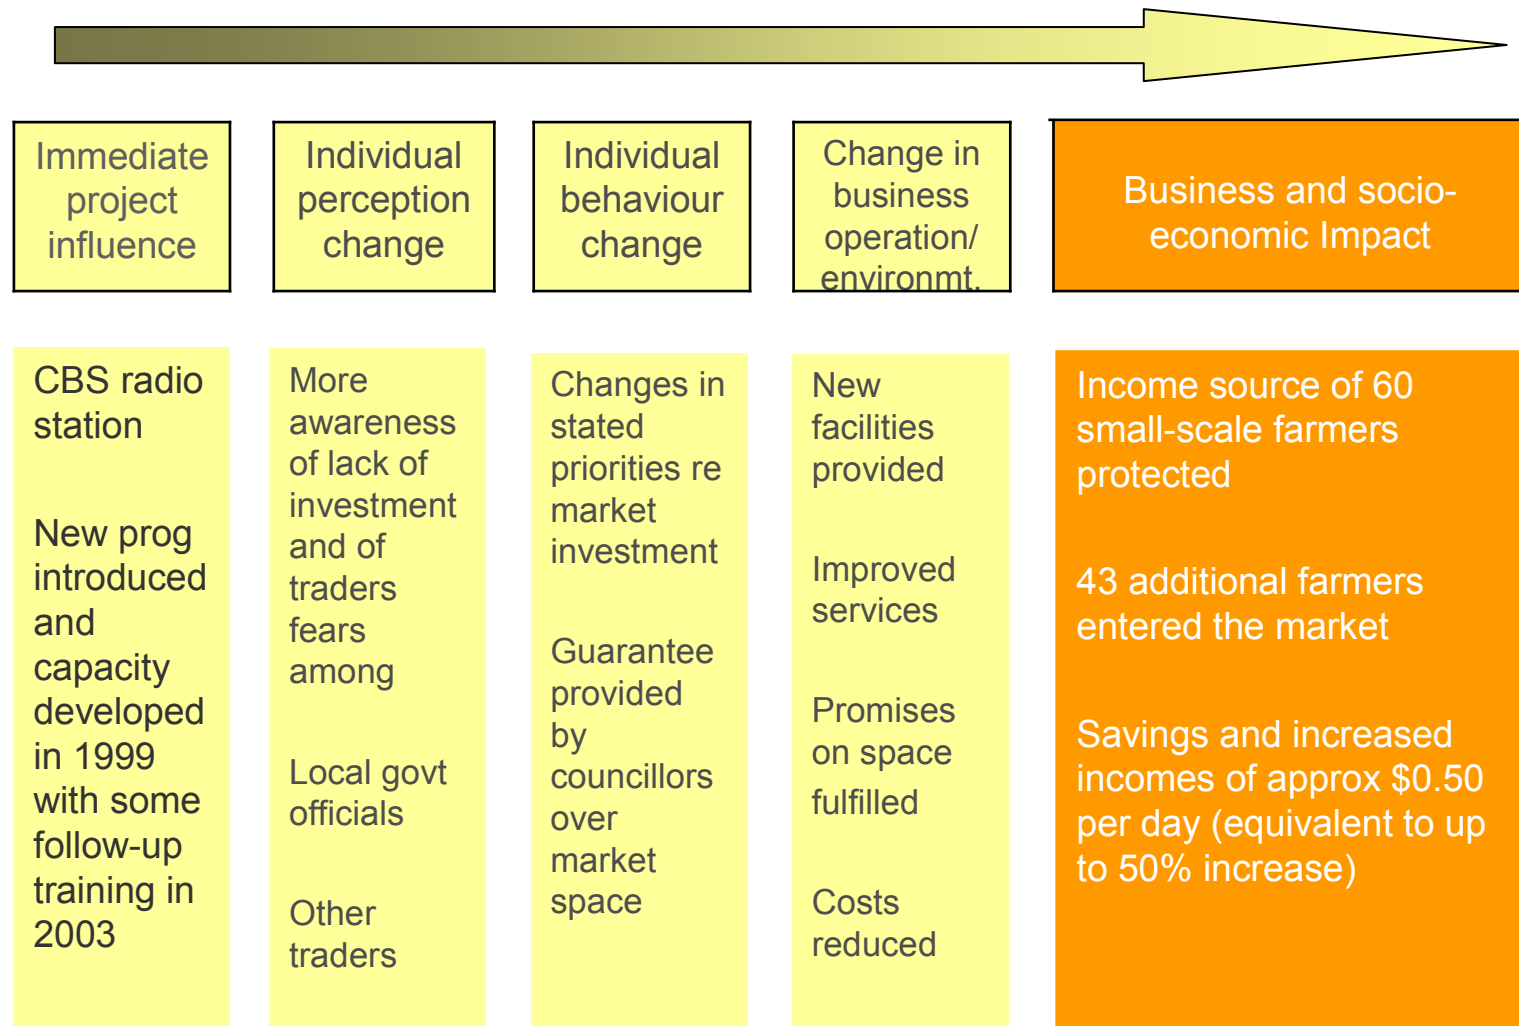 Immediate
project
influence
Individual
perception
change
Individual
behaviour
change
Change in
business
operation/
environmt.
Business and socio-
economic Impact
CBS radio
station
New prog
introduced
and
capacity
developed
in 1999
with some
follow-up
training in
2003
More
awareness
of lack of
investment
and of
traders
fears
among
Local govt
officials
Other
traders
Changes in
stated
priorities re
market
investment
Guarantee
provided
by
councillors
over
market
space
New
facilities
provided
Improved
services
Promises
on space
fulfilled
Costs
reduced
Income source of 60
small-scale farmers
protected
43 additional farmers
entered the market
Savings and increased
incomes of approx $0.50
per day (equivalent to up
to 50% increase)